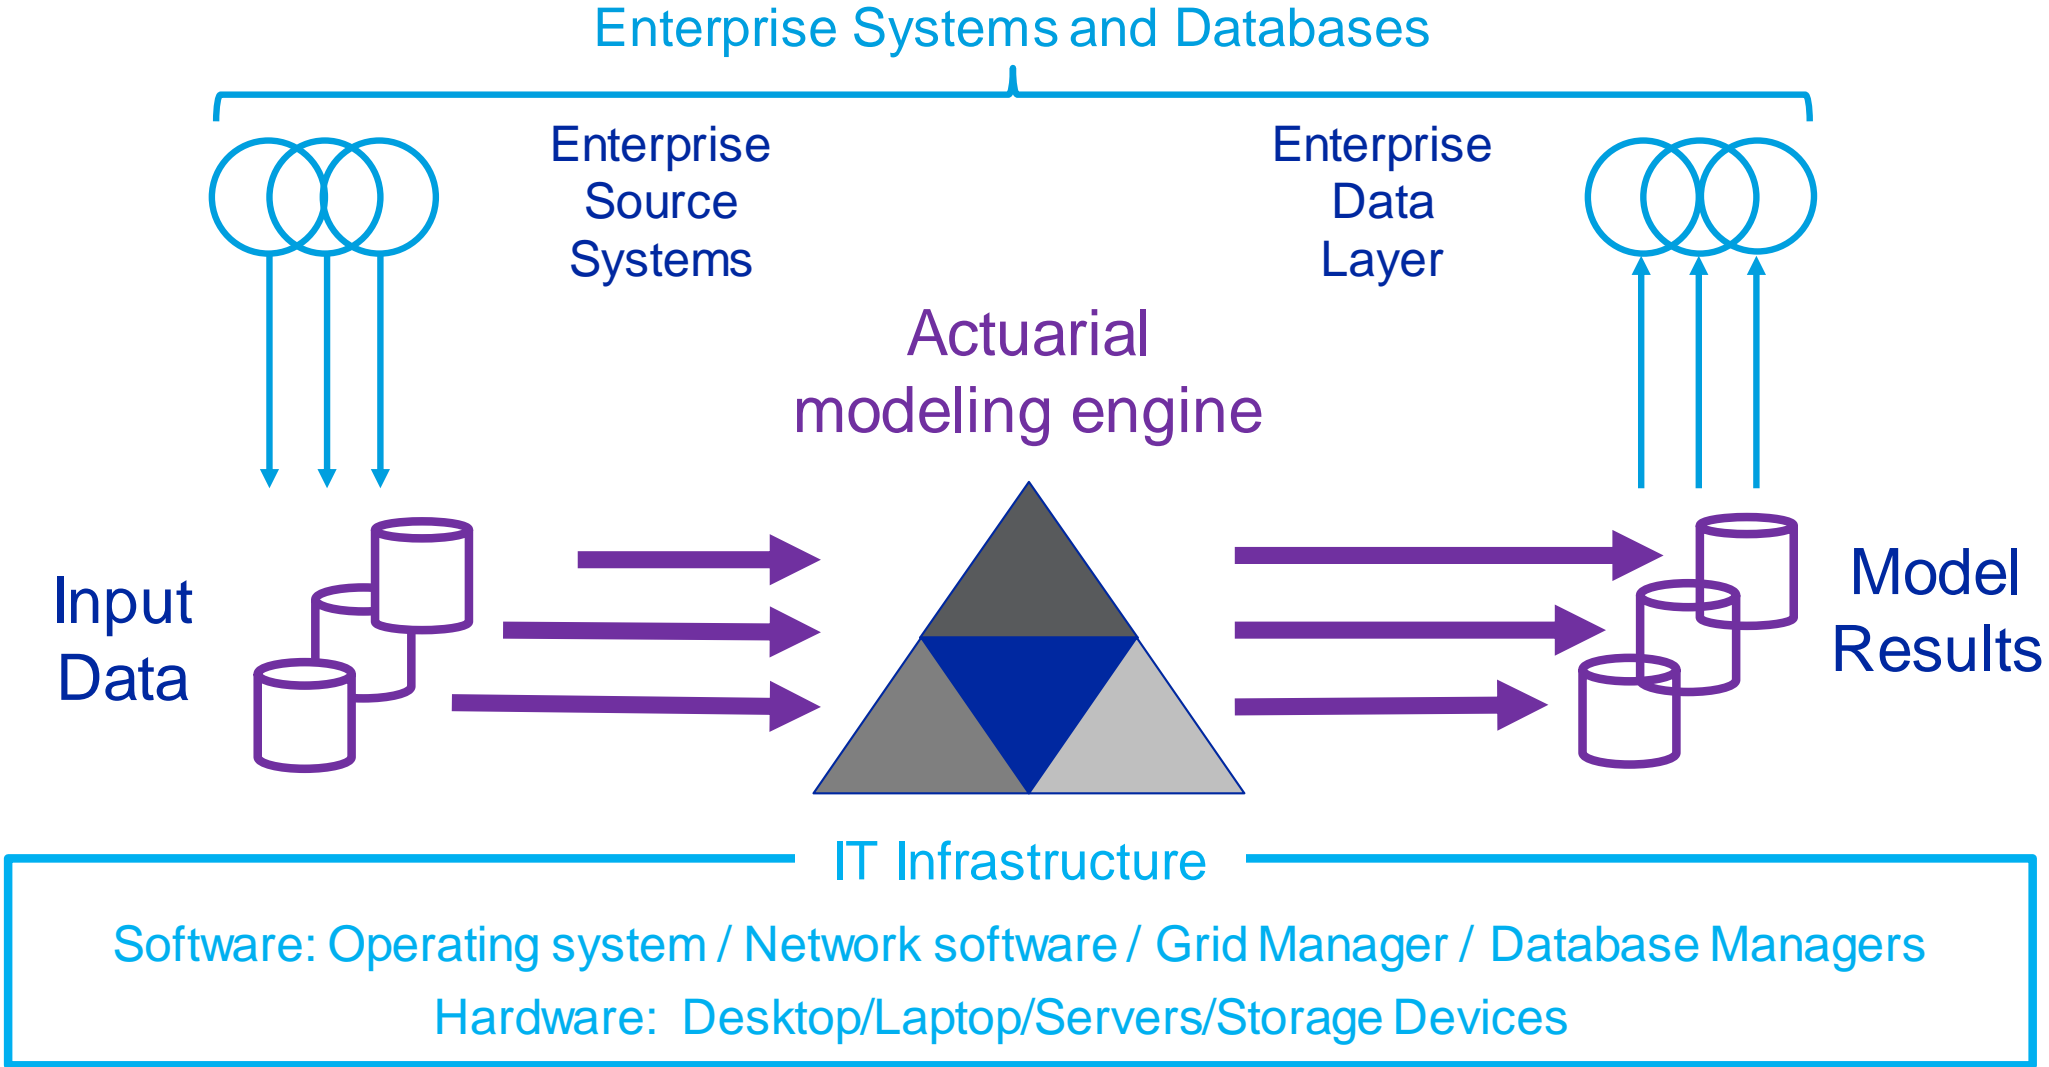 Enterprise Systems and Databases
Enterprise
Source
Systems
Enterprise
Data
Layer
Actuarial
modeling engine
Input
Data
Model
Results
IT Infrastructure
Software: Operating system / Network software / Grid Manager / Database Managers
Hardware: Desktop/Laptop/Servers/Storage Devices